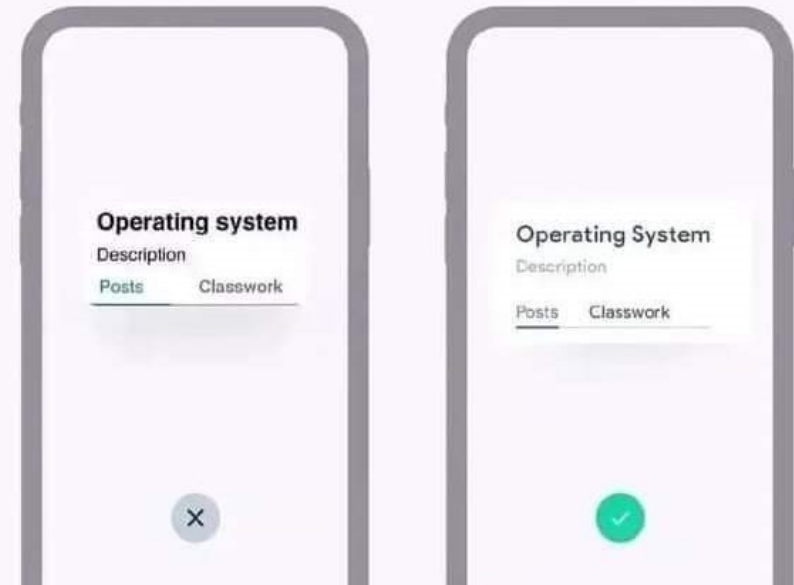 Operating system
Description
Posts Classwork
Operating System
Description
Posts Classwork